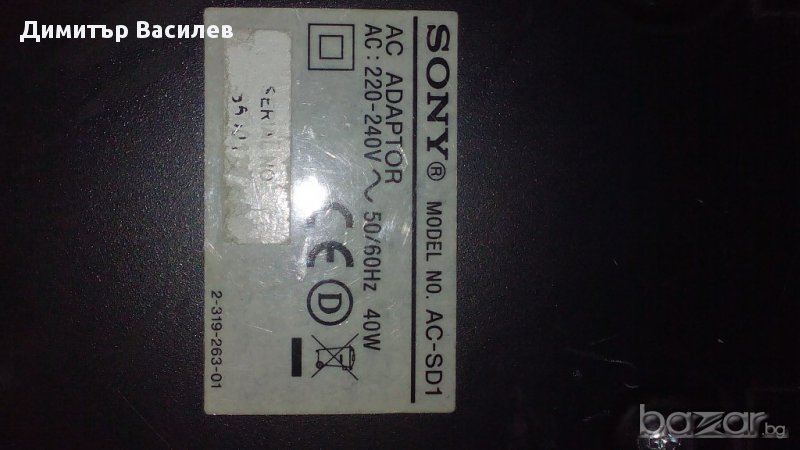 Димитър Василев
SONY® MODEL NO. AC-SD1
AC ADAPTOR
AC: 220-240V ~ 50/60Hz 40W
CE
D
2-319-263-01
bazar.bg